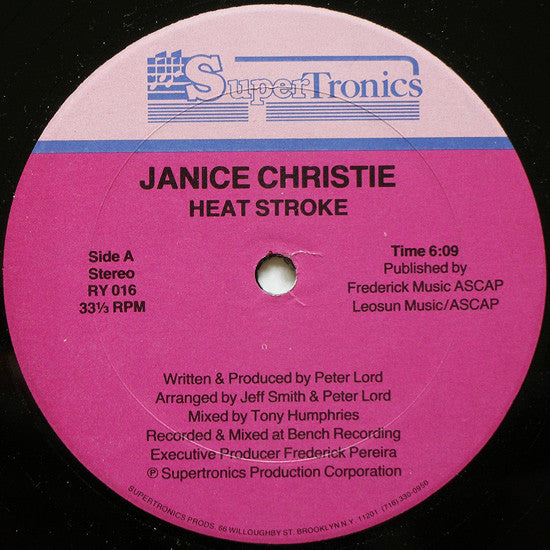 SuperTronics
JANICE CHRISTIE
HEAT STROKE
Side A
Stereo
RY 016
33⅓ RPM
Time 6:09
Published by
Frederick Music ASCAP
Leosun Music/ASCAP
Written & Produced by Peter Lord
Arranged by Jeff Smith & Peter Lord
Mixed by Tony Humphries
Recorded & Mixed at Bench Recording
Executive Producer Frederick Pereira
℗ Supertronics Production Corporation
SUPERTRONICS PRODS. 66 WILLOUGHBY ST. BROOKLYN.N.Y. 11201 (718) 330-0950